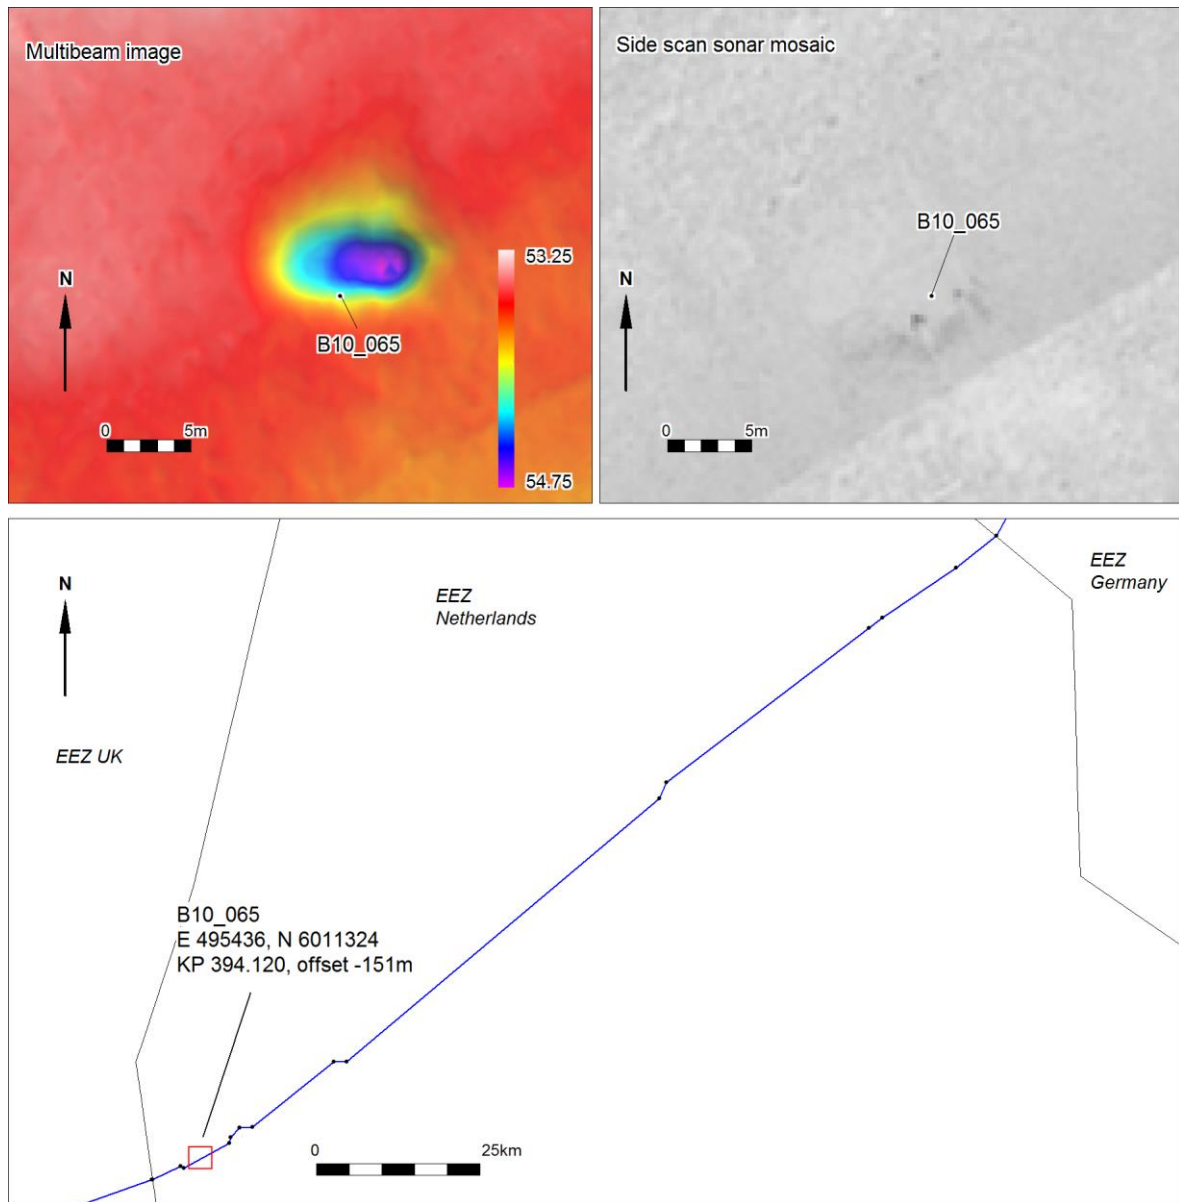 Multibeam image
N
B10_065
0 5m
53.25
54.75
Side scan sonar mosaic
B10_065
N
0 5m
N
EEZ
Netherlands
EEZ
Germany
EEZ UK
B10_065
E 495436, N 6011324
KP 394.120, offset -151m
0 25km